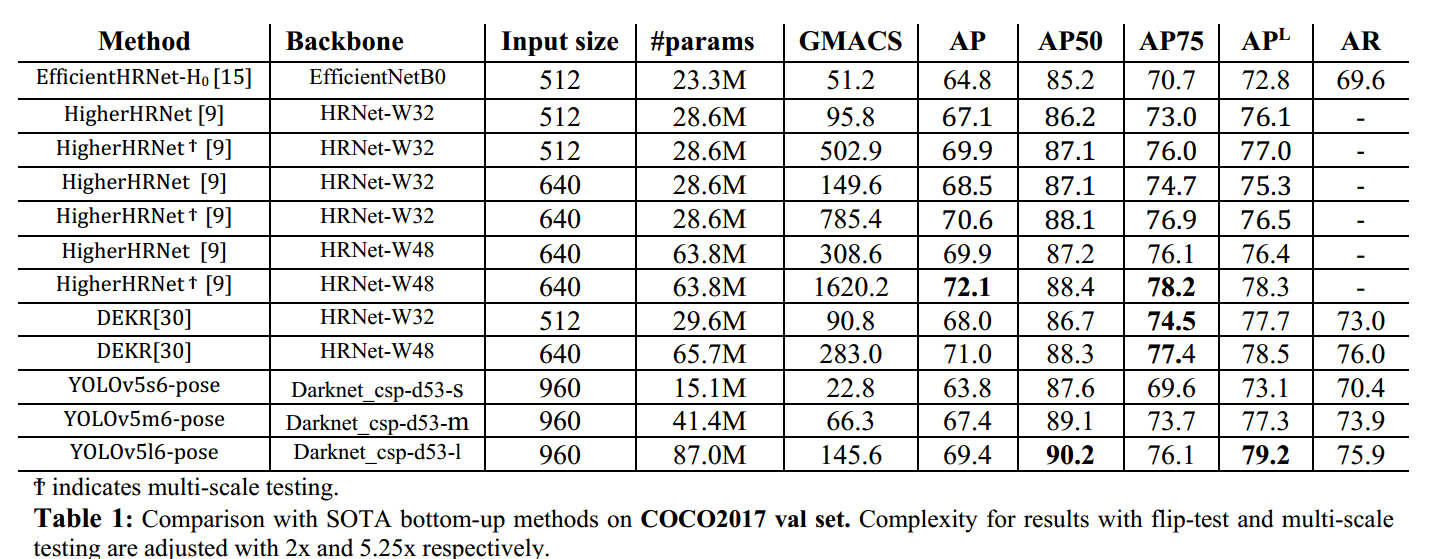 Method Backbone Input size #params GMACS AP AP50 AP75 APᴸ AR
EfficientHRNet-H₀ [15] EfficientNetB0 512 23.3M 51.2 64.8 85.2 70.7 72.8 69.6
HigherHRNet [9] HRNet-W32 512 28.6M 95.8 67.1 86.2 73.0 76.1 -
HigherHRNet☨ [9] HRNet-W32 512 28.6M 502.9 69.9 87.1 76.0 77.0 -
HigherHRNet [9] HRNet-W32 640 28.6M 149.6 68.5 87.1 74.7 75.3 -
HigherHRNet☨ [9] HRNet-W32 640 28.6M 785.4 70.6 88.1 76.9 76.5 -
HigherHRNet [9] HRNet-W48 640 63.8M 308.6 69.9 87.2 76.1 76.4 -
HigherHRNet☨ [9] HRNet-W48 640 63.8M 1620.2 72.1 88.4 78.2 78.3 -
DEKR[30] HRNet-W32 512 29.6M 90.8 68.0 86.7 74.5 77.7 73.0
DEKR[30] HRNet-W48 640 65.7M 283.0 71.0 88.3 77.4 78.5 76.0
YOLOv5s6-pose Darknet_csp-d53-s 960 15.1M 22.8 63.8 87.6 69.6 73.1 70.4
YOLOv5m6-pose Darknet_csp-d53-m 960 41.4M 66.3 67.4 89.1 73.7 77.3 73.9
YOLOv5l6-pose Darknet_csp-d53-l 960 87.0M 145.6 69.4 90.2 76.1 79.2 75.9
☨ indicates multi-scale testing.
Table 1: Comparison with SOTA bottom-up methods on COCO2017 val set. Complexity for results with flip-test and multi-scale
testing are adjusted with 2x and 5.25x respectively.